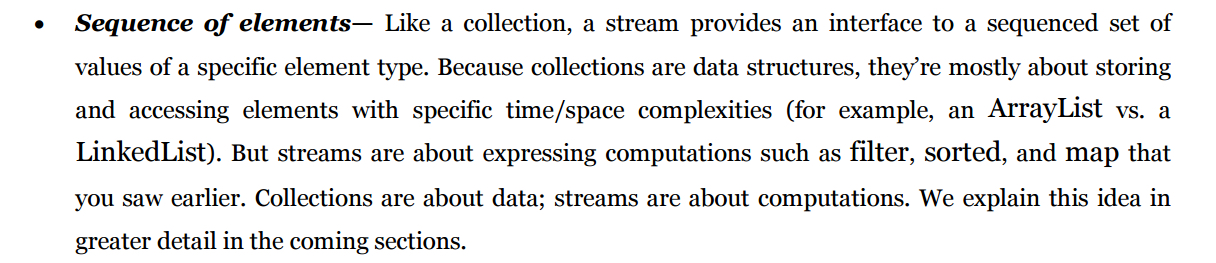 • Sequence of elements— Like a collection, a stream provides an interface to a sequenced set of
values of a specific element type. Because collections are data structures, they’re mostly about storing
and accessing elements with specific time/space complexities (for example, an ArrayList vs. a
LinkedList). But streams are about expressing computations such as filter, sorted, and map that
you saw earlier. Collections are about data; streams are about computations. We explain this idea in
greater detail in the coming sections.